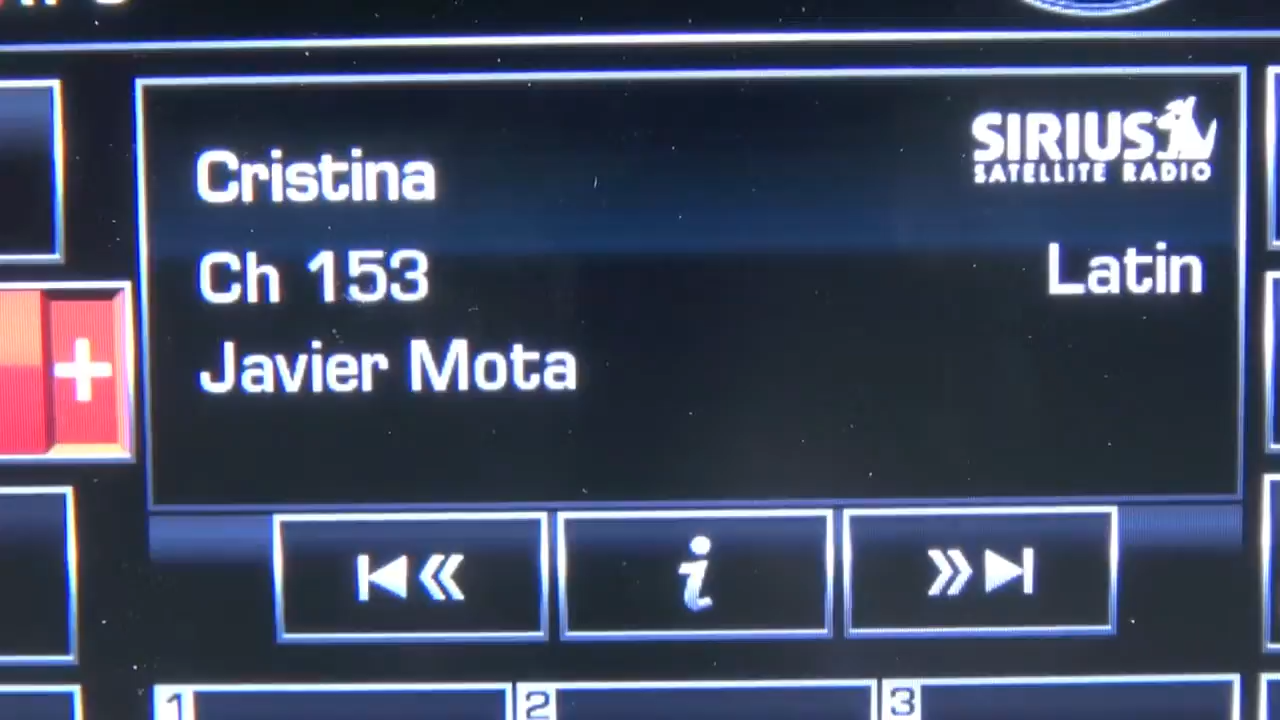 Cristina
SIRIUS
SATELLITE RADIO
Ch 153
Latin
Javier Mota
+
i
1
2
3